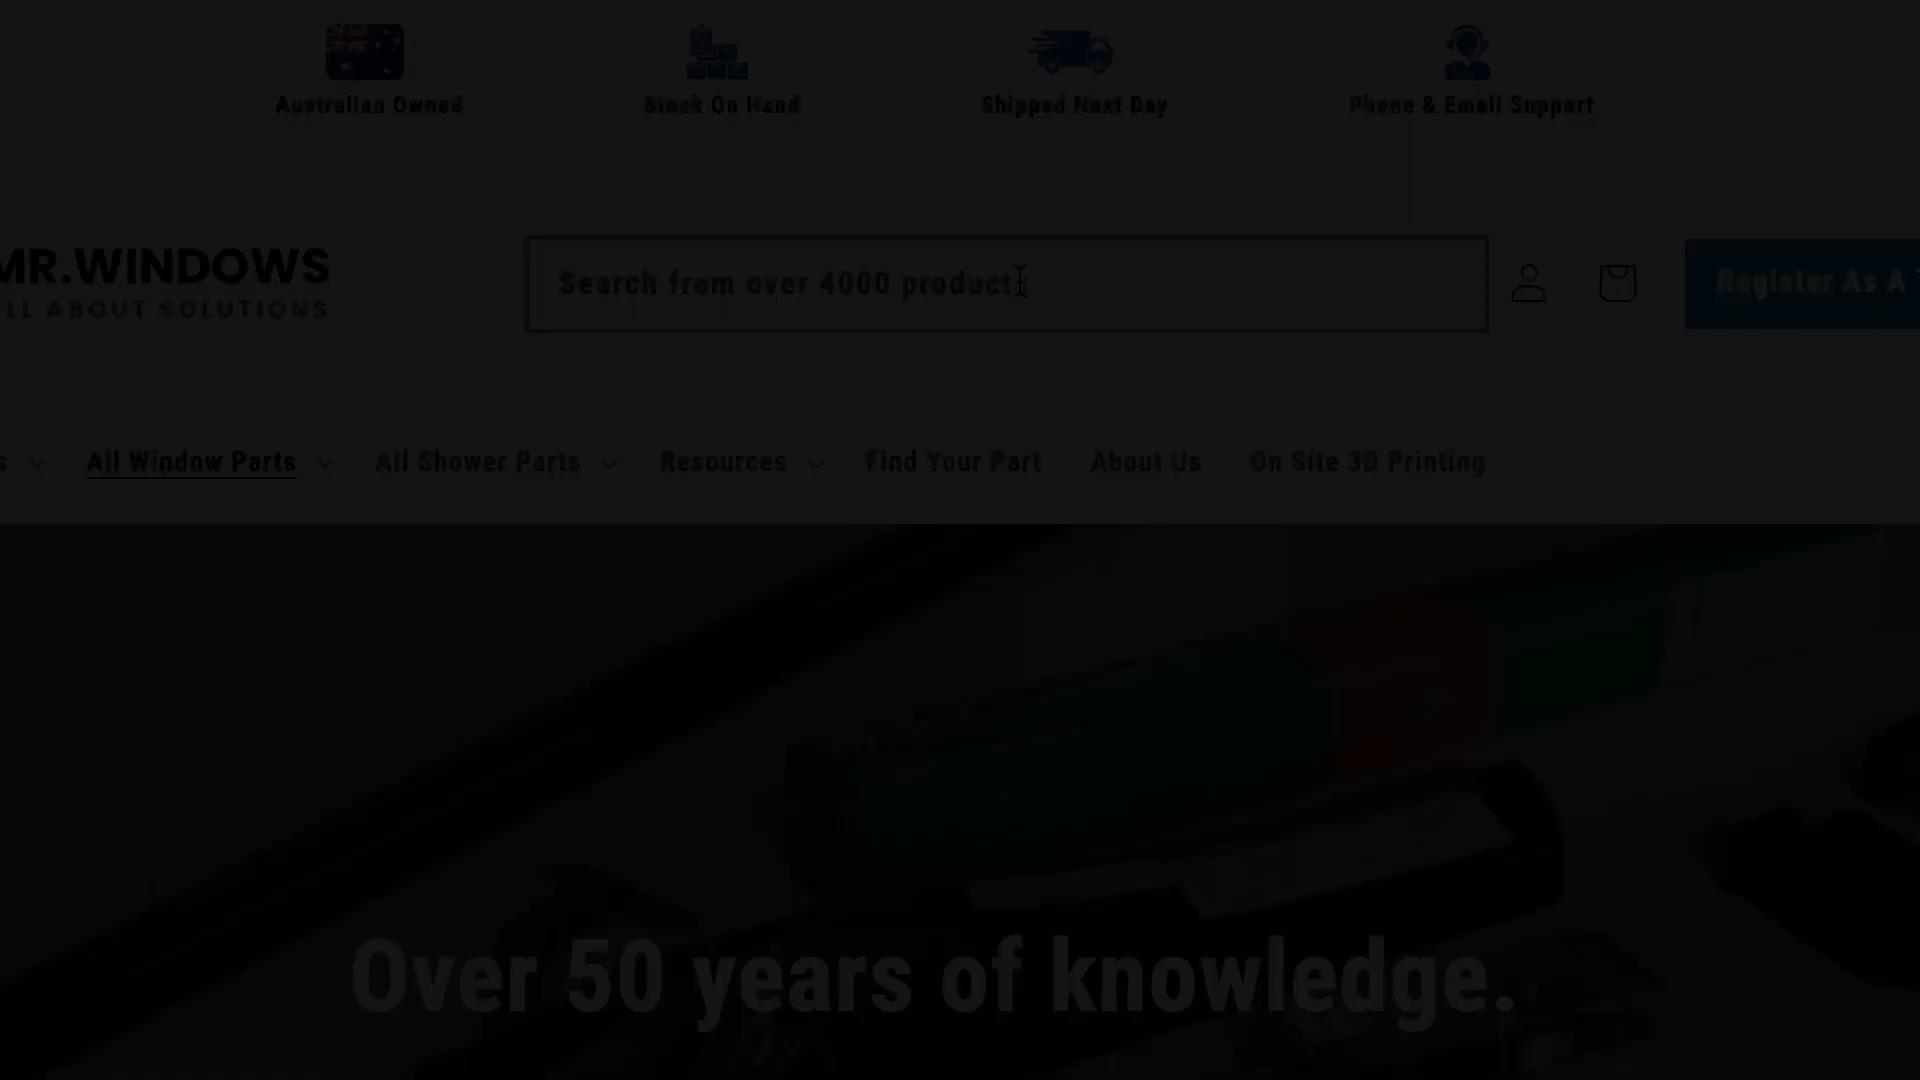 Australian Owned
Stock On Hand
Shipped Next Day
Phone & Email Support
MR.WINDOWS
LL ABOUT SOLUTIONS
Search from over 4000 product
Register As A
All Window Parts
All Shower Parts
Resources
Find Your Part
About Us
On Site 3D Printing
Over 50 years of knowledge.